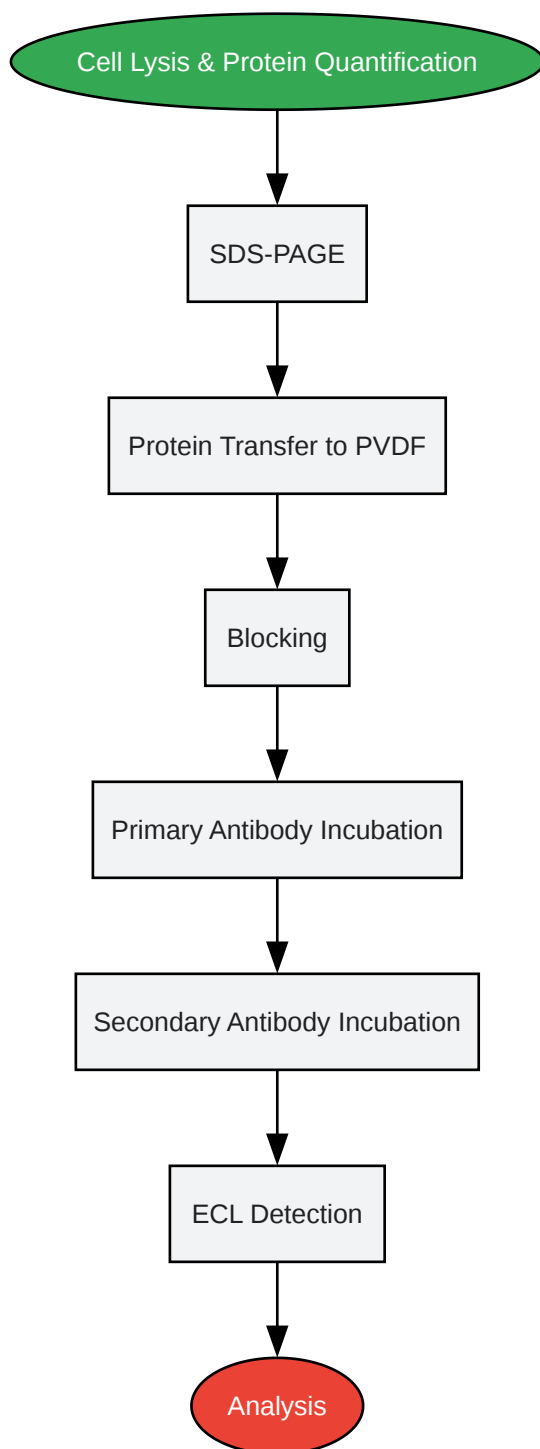 Cell Lysis & Protein Quantification
SDS-PAGE
Protein Transfer to PVDF
Blocking
Primary Antibody Incubation
Secondary Antibody Incubation
ECL Detection
Analysis